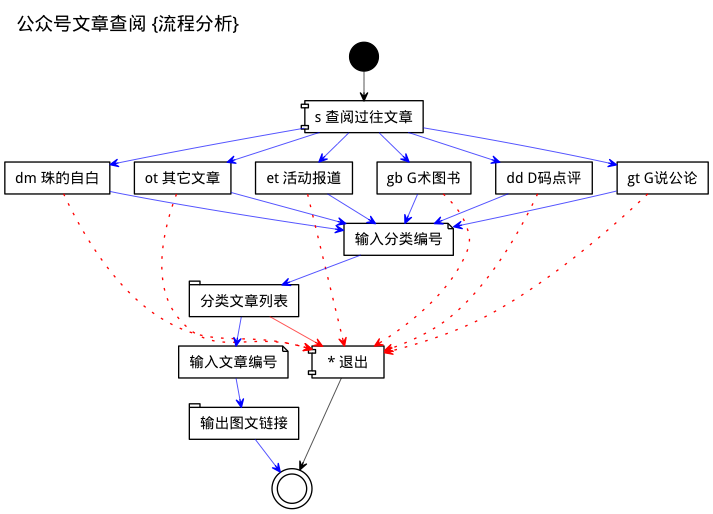 公众号文章查阅 {流程分析}
s 查阅过往文章
dm 珠的自白
ot 其它文章
et 活动报道
gb G术图书
dd D码点评
gt G说公论
输入分类编号
分类文章列表
输入文章编号
* 退出
输出图文链接